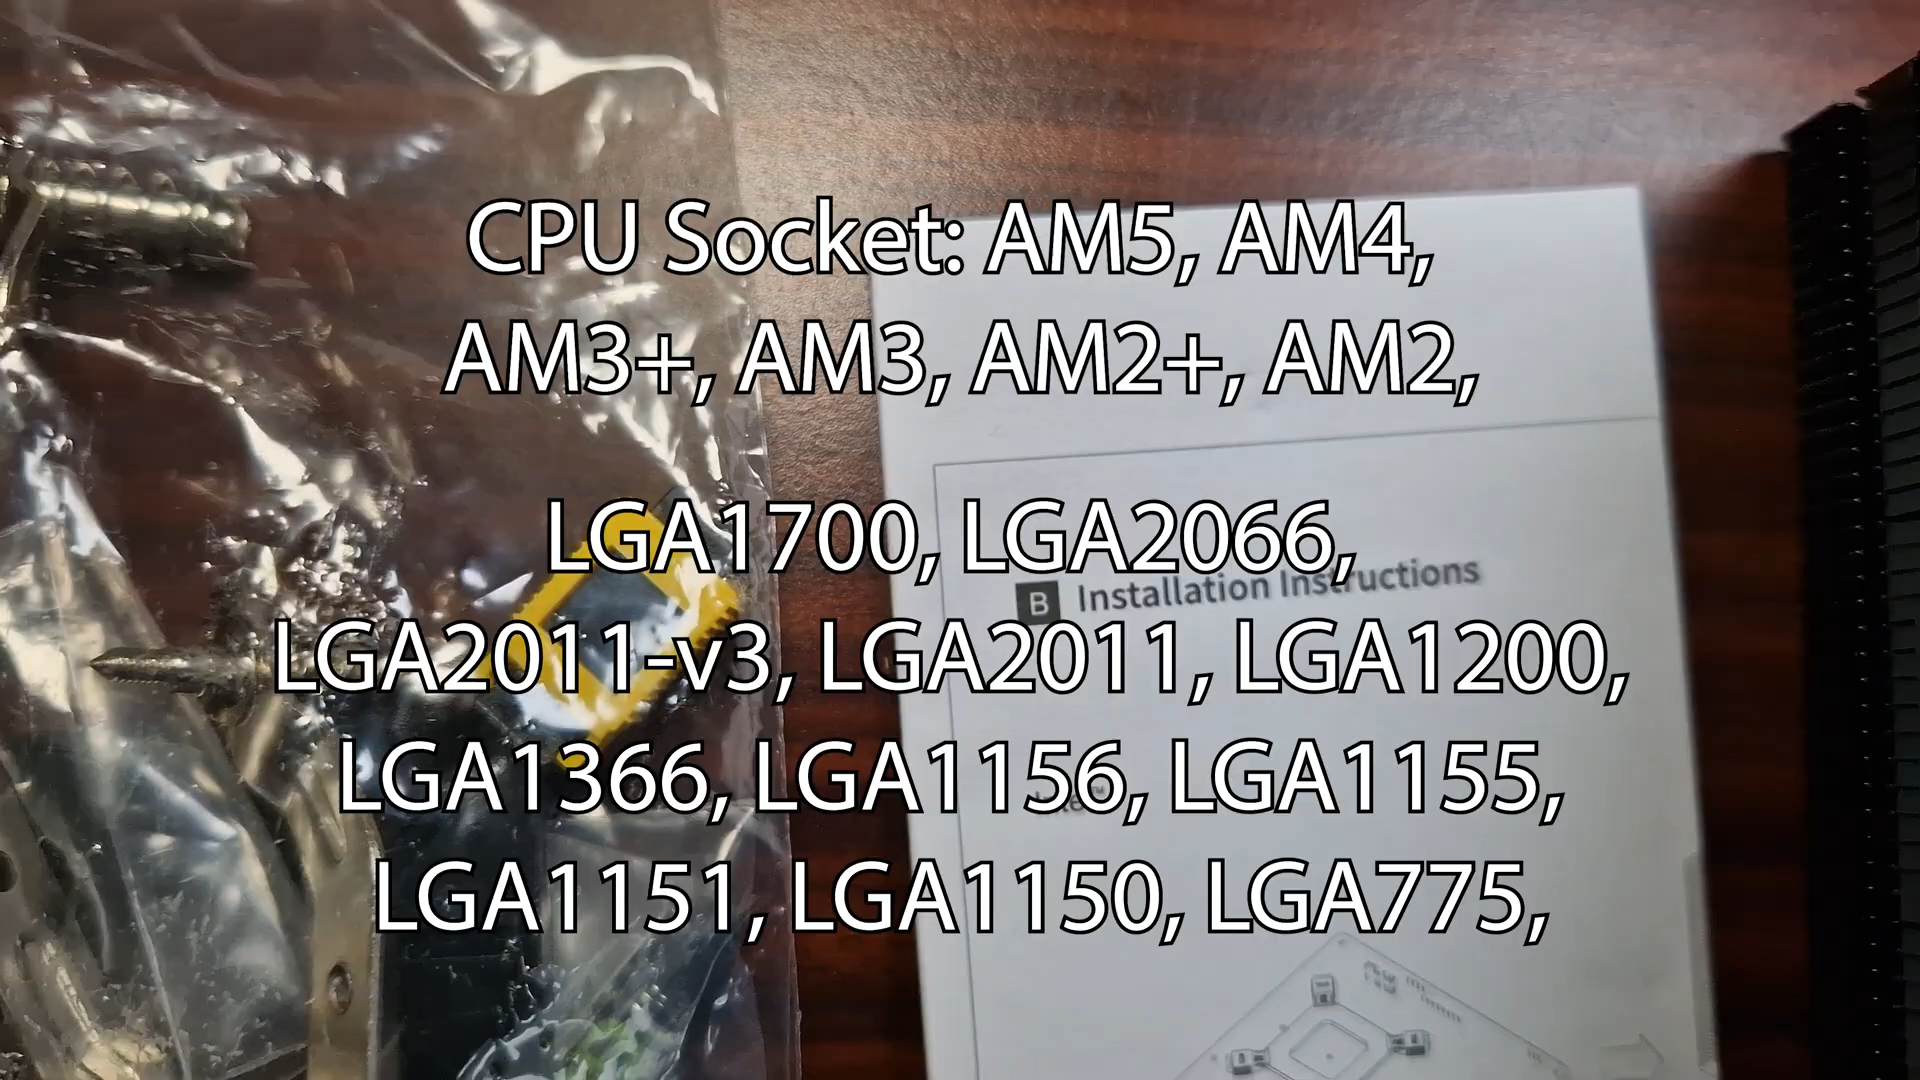 CPU Socket: AM5, AM4,
AM3+, AM3, AM2+, AM2,
LGA1700, LGA2066,
B Installation Instructions
LGA2011-v3, LGA2011, LGA1200,
LGA1366, LGA1156, LGA1155,
LGA1151, LGA1150, LGA775,